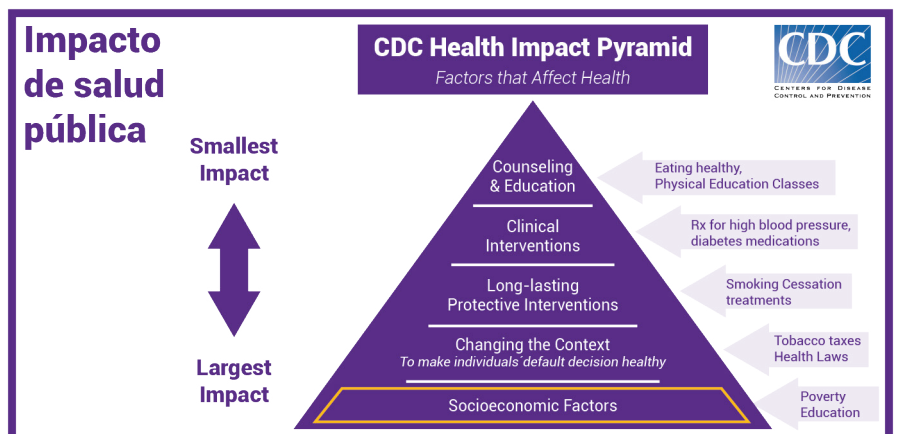 Impacto
de salud
pública
CDC Health Impact Pyramid
Factors that Affect Health
CDC
CENTERS FOR DISEASE
CONTROL AND PREVENTION
Smallest
Impact
Largest
Impact
Counseling
& Education
Eating healthy,
Physical Education Classes
Clinical
Interventions
Rx for high blood pressure,
diabetes medications
Long-lasting
Protective Interventions
Smoking Cessation
treatments
Changing the Context
To make individuals´default decision healthy
Tobacco taxes
Health Laws
Socioeconomic Factors
Poverty
Education